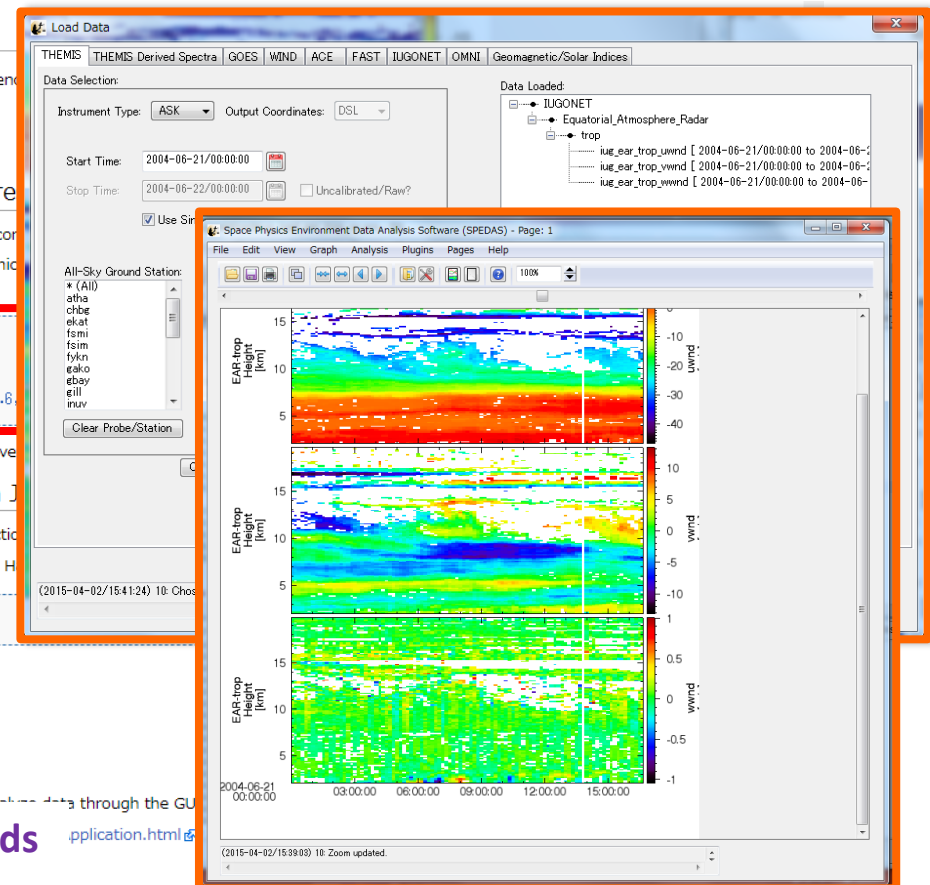 Load Data
THEMIS THEMIS Derived Spectra GOES WIND ACE FAST IUGONET OMNI Geomagnetic/Solar Indices
Data Selection:
Data Loaded:
Instrument Type: ASK Output Coordinates: DSL
IUGONET
Equatorial_Atmosphere_Radar
trop
iug_ear_trop_uwnd [ 2004-06-21/00:00:00 to 2004-06-2
iug_ear_trop_vwnd [ 2004-06-21/00:00:00 to 2004-06-2
iug_ear_trop_wwnd [ 2004-06-21/00:00:00 to 2004-06-
Start Time: 2004-06-21/00:00:00
Stop Time: 2004-06-22/00:00:00 Uncalibrated/Raw?
Use Sin
All-Sky Ground Station:
* (All)
atha
chbg
ekat
fsmi
fsim
fykn
gako
gbay
gill
inuv
Clear Probe/Station
(2015-04-02/15:41:24) 10: Chos
Space Physics Environment Data Analysis Software (SPEDAS) - Page: 1
File Edit View Graph Analysis Plugins Pages Help
100%
EAR-trop
Height
[km]
15
10
5
-10
-20
-30
-40
uwnd
EAR-trop
Height
[km]
15
10
5
10
5
0
-5
-10
vwnd
EAR-trop
Height
[km]
15
10
5
1
0.5
0
-0.5
-1
wwnd
2004-06-21
00:00:00 03:00:00 06:00:00 09:00:00 12:00:00 15:00:00
(2015-04-02/15:39:03) 10: Zoom updated.
data through the GU
ds
pplication.html